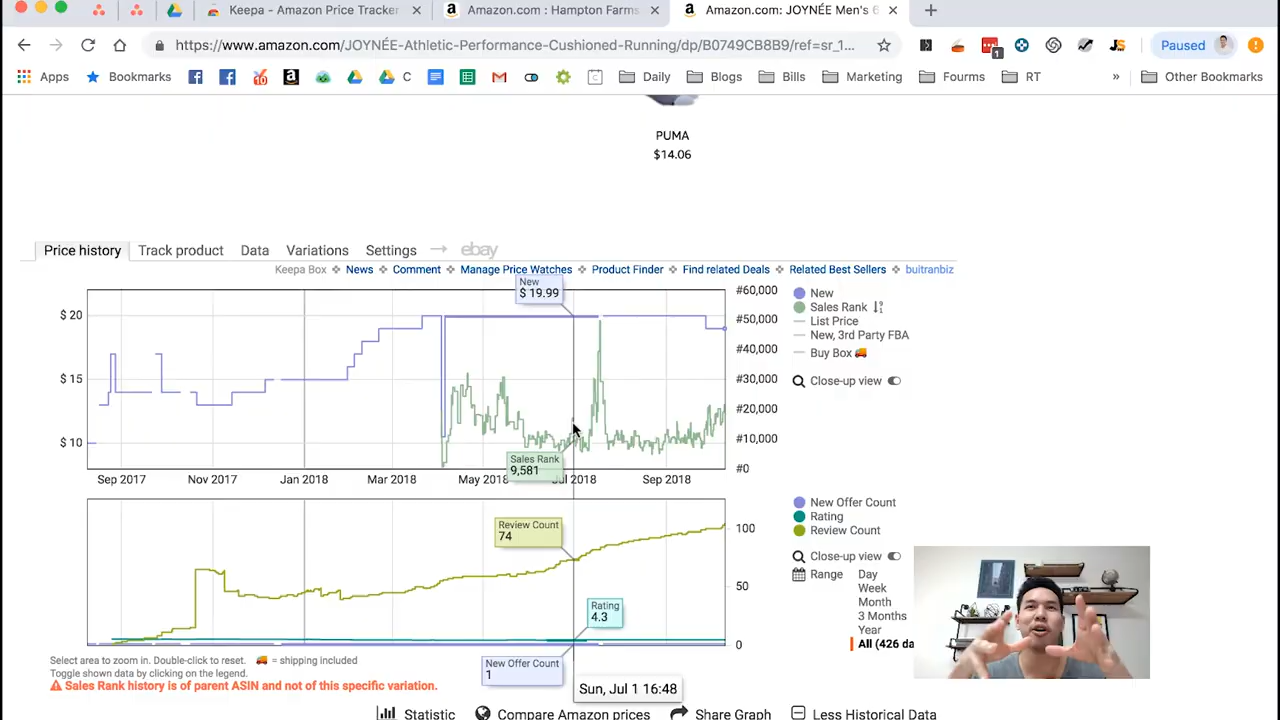 Keepa - Amazon Price Tracker
Amazon.com : Hampton Farms
Amazon.com: JOYNÉE Men's 6
https://www.amazon.com/JOYNÉE-Athletic-Performance-Cushioned-Running/dp/B0749CB8B9/ref=sr_1...
1
JS
Paused
Apps
Bookmarks
C
Daily
Blogs
Bills
Marketing
Fourms
RT
»
Other Bookmarks
PUMA
$14.06
Price history
Track product
Data
Variations
Settings
ebay
Keepa Box
News
Comment
Manage Price Watches
Product Finder
Find related Deals
Related Best Sellers
buitranbiz
New
$ 19.99
$ 20
$ 15
$ 10
#60,000
#50,000
#40,000
#30,000
#20,000
#10,000
#0
Sales Rank
9,581
Sep 2017
Nov 2017
Jan 2018
Mar 2018
May 2018
Jul 2018
Sep 2018
New
Sales Rank
List Price
New, 3rd Party FBA
Buy Box
Close-up view
Review Count
74
100
50
0
Rating
4.3
New Offer Count
1
Sun, Jul 1 16:48
New Offer Count
Rating
Review Count
Close-up view
Range
Day
Week
Month
3 Months
Year
All (426 da
Select area to zoom in. Double-click to reset. = shipping included
Toggle shown data by clicking on the legend.
Sales Rank history is of parent ASIN and not of this specific variation.
Statistic
Compare Amazon prices
Share Graph
Less Historical Data